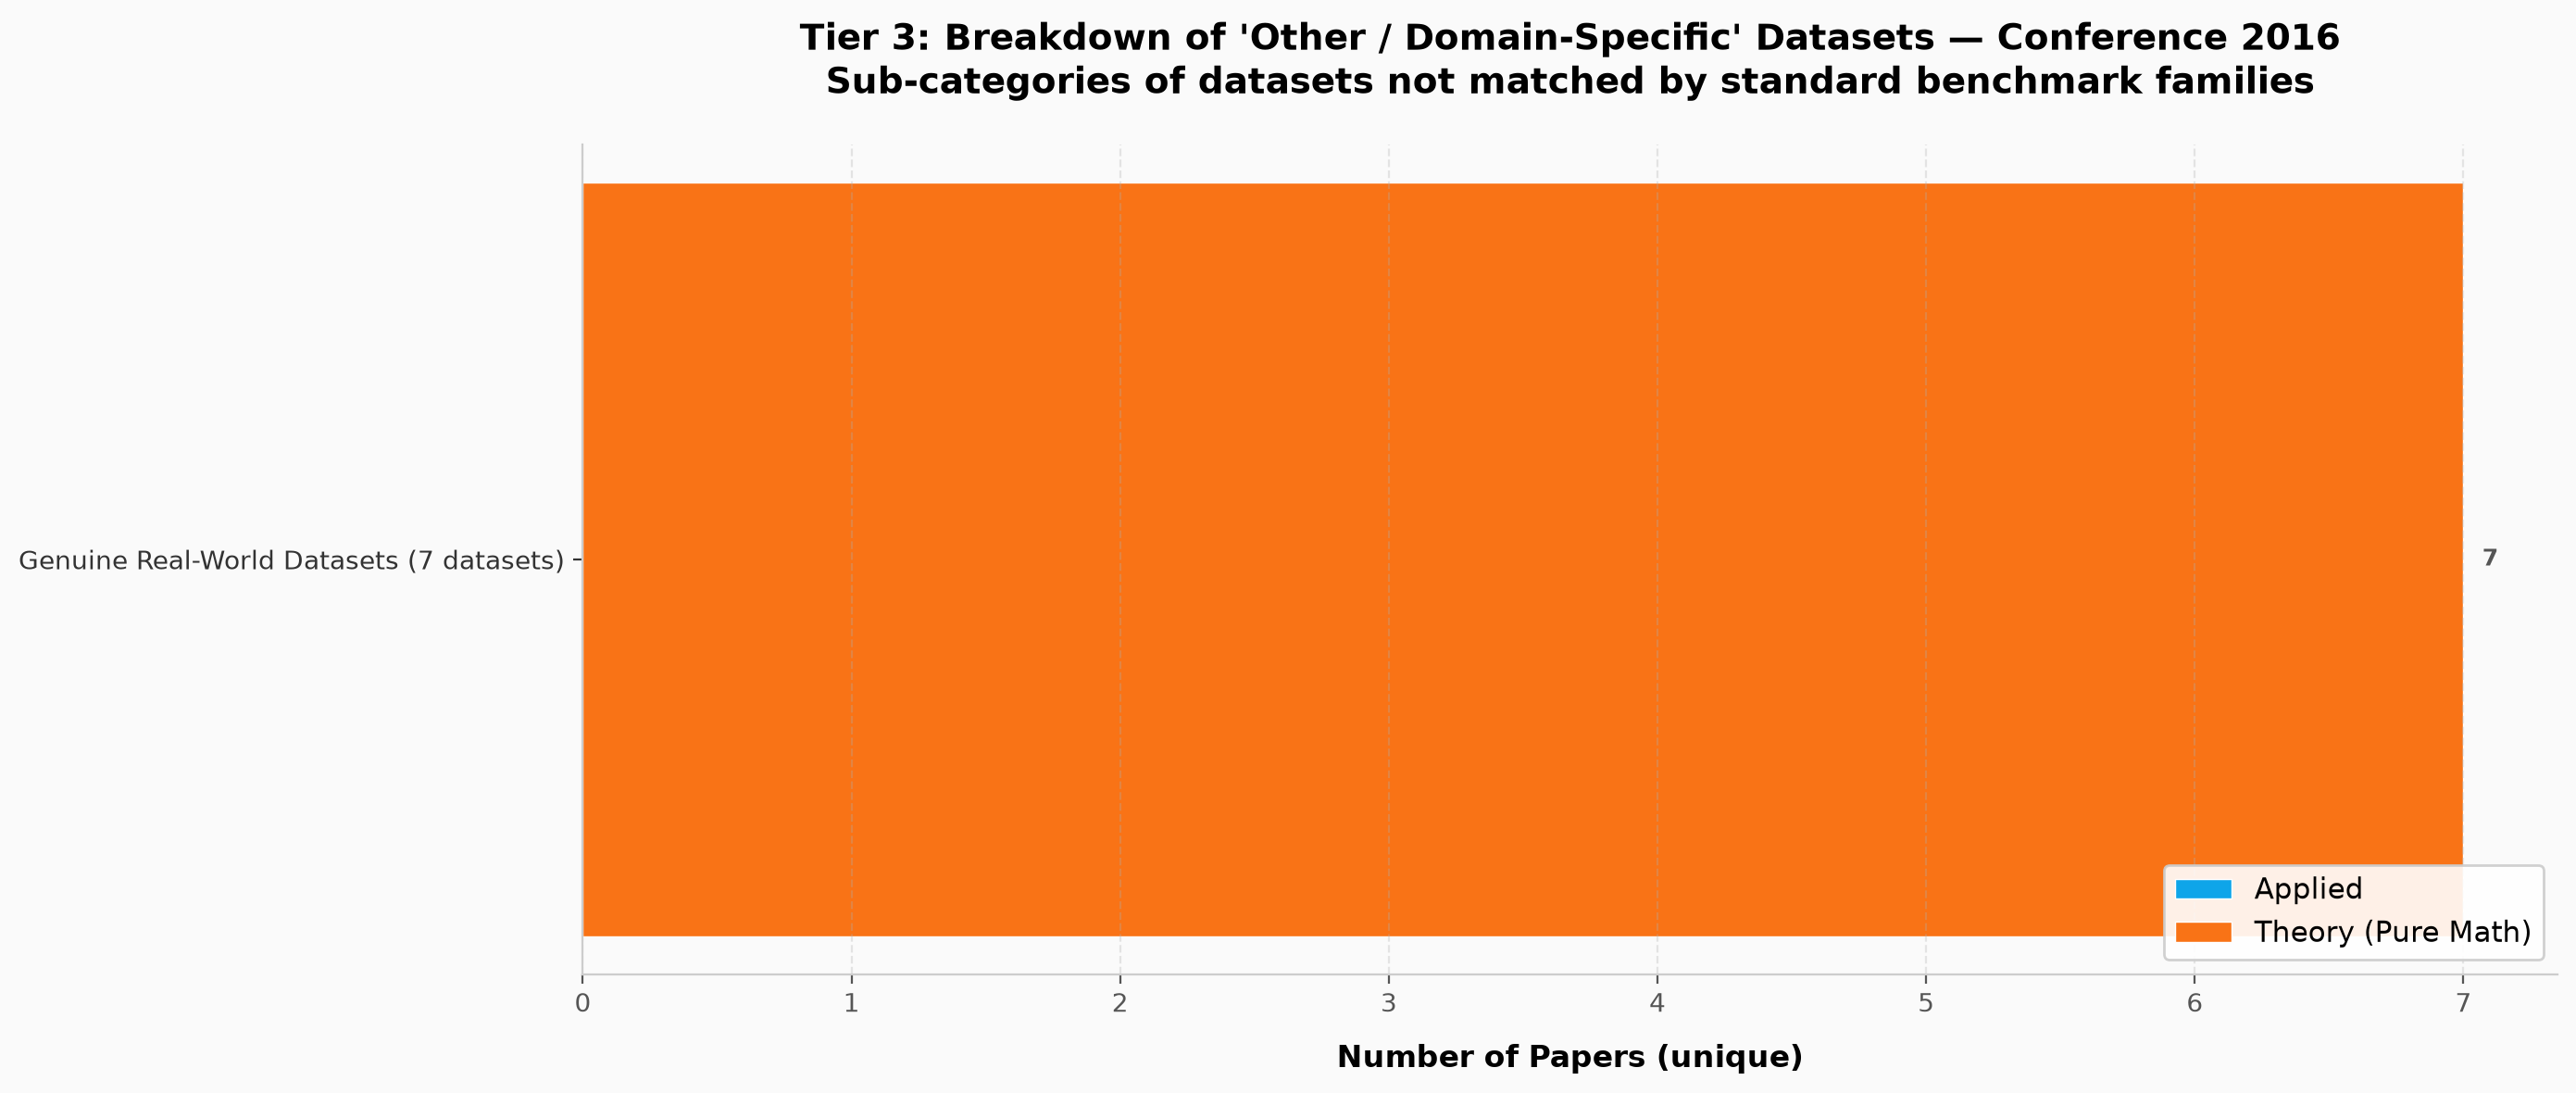 Tier 3: Breakdown of 'Other / Domain-Specific' Datasets — Conference 2016
Sub-categories of datasets not matched by standard benchmark families
Genuine Real-World Datasets (7 datasets)
7
Applied
Theory (Pure Math)
0 1 2 3 4 5 6 7
Number of Papers (unique)